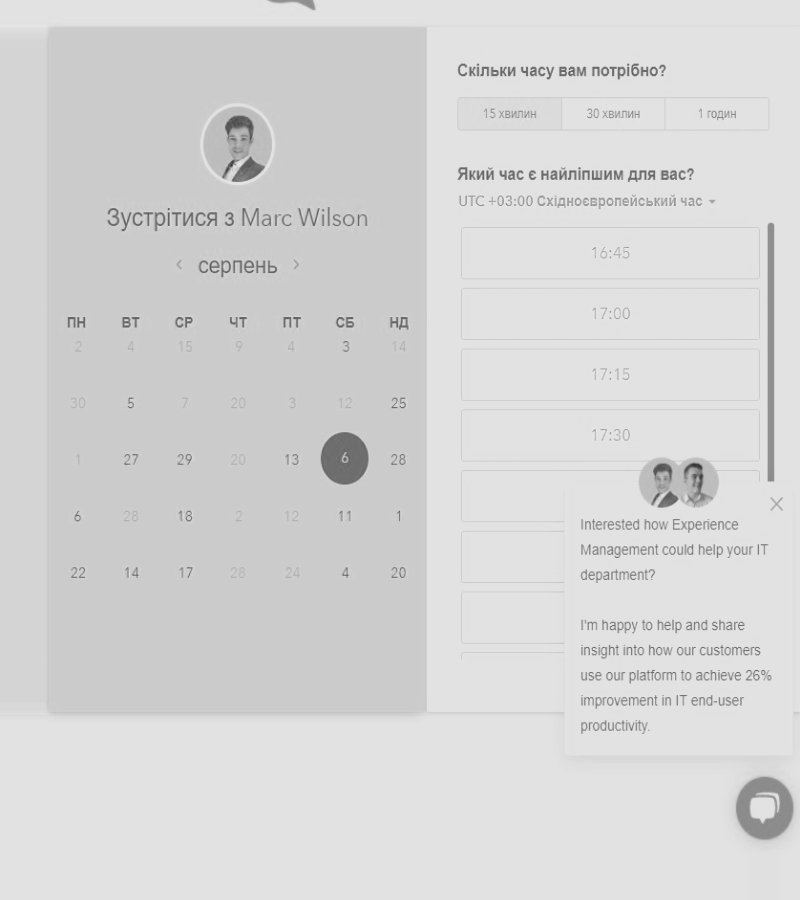 Зустрітися з Marc Wilson
серпень
ПН ВТ СР ЧТ ПТ СБ НД
2 4 15 9 4 3 14
30 5 7 20 3 12 25
1 27 29 20 13 6 28
6 28 18 2 12 11 1
22 14 17 28 24 4 20
Скільки часу вам потрібно?
15 хвилин 30 хвилин 1 годин
Який час є найліпшим для вас?
UTC +03:00 Східноєвропейський час
16:45
17:00
17:15
17:30
Interested how Experience
Management could help your IT
department?
I'm happy to help and share
insight into how our customers
use our platform to achieve 26%
improvement in IT end-user
productivity.